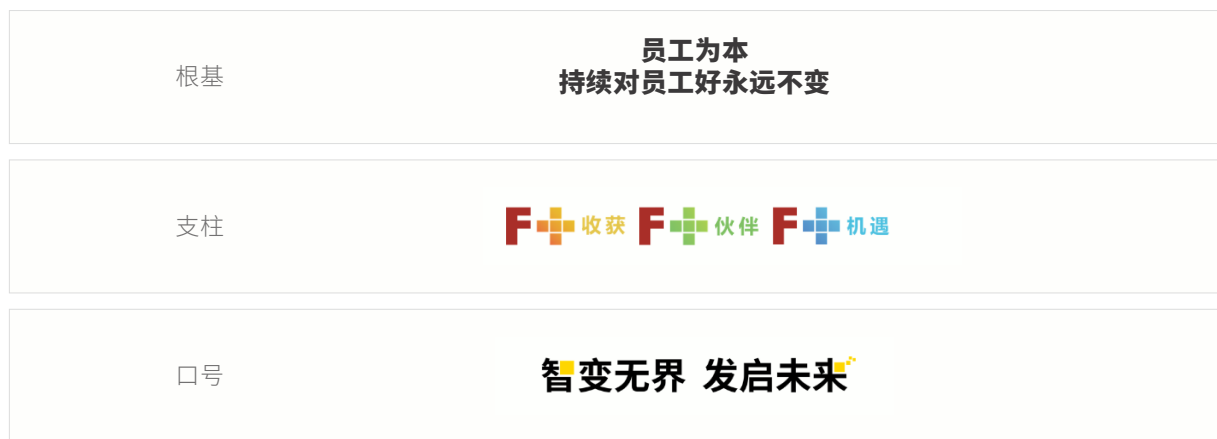 根基
员工为本
持续对员工好永远不变
支柱
F+收获 F+伙伴 F+机遇
口号
智变无界 发启未来